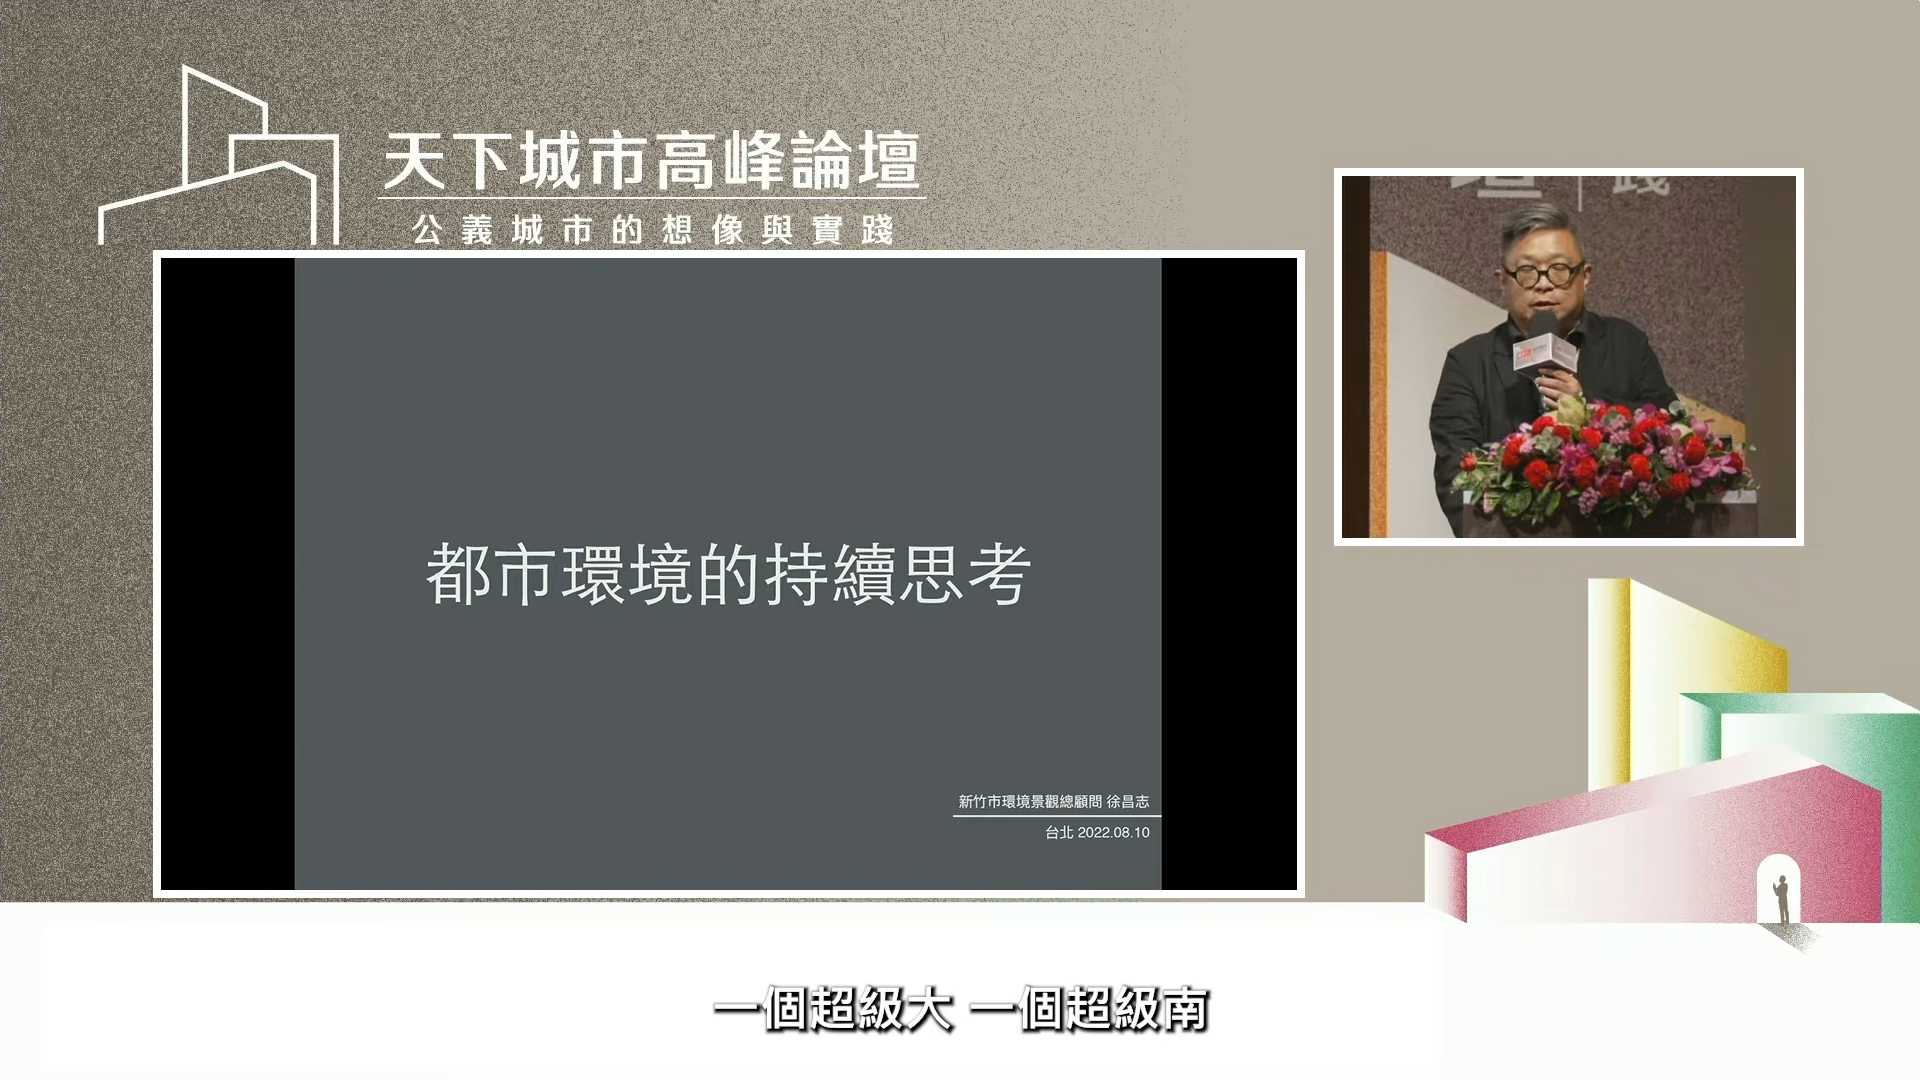 天下城市高峰論壇
公義城市的想像與實踐
都市環境的持續思考
新竹市環境景觀總顧問 徐昌志
台北 2022.08.10
一個超級大 一個超級南